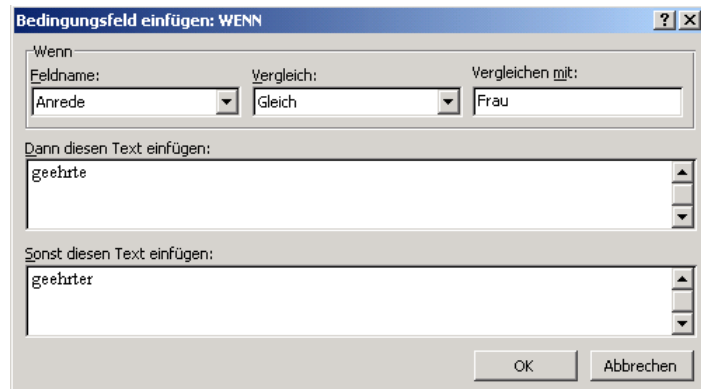 Bedingungsfeld einfügen: WENN
Wenn
Feldname: Vergleich: Vergleichen mit:
Anrede Gleich Frau
Dann diesen Text einfügen:
geehrte
Sonst diesen Text einfügen:
geehrter
OK Abbrechen